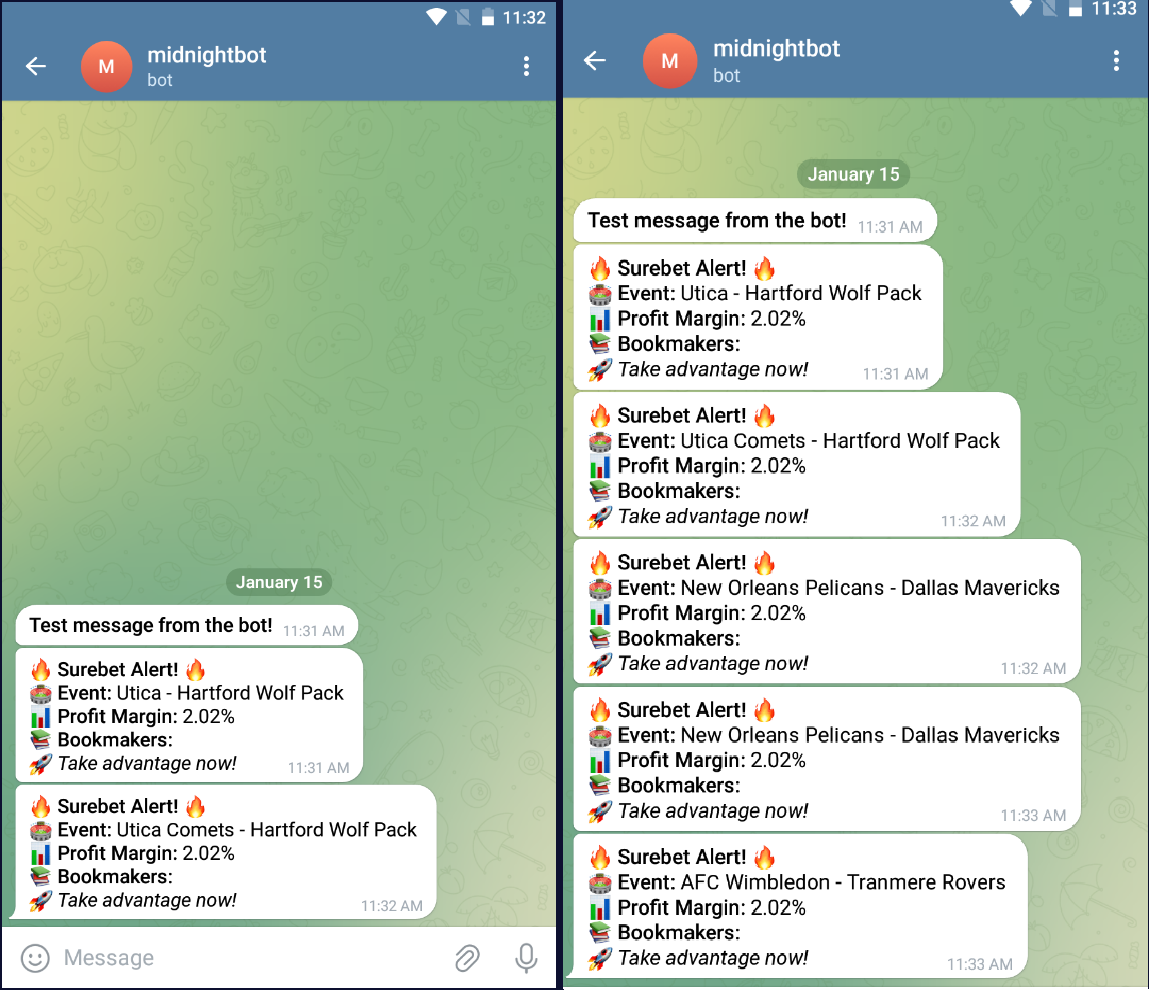 11:32
M
midnightbot
bot
January 15
Test message from the bot! 11:31 AM
🔥 Surebet Alert! 🔥
🏟️ Event: Utica - Hartford Wolf Pack
📊 Profit Margin: 2.02%
📚 Bookmakers:
🚀 Take advantage now! 11:31 AM
🔥 Surebet Alert! 🔥
🏟️ Event: Utica Comets - Hartford Wolf Pack
📊 Profit Margin: 2.02%
📚 Bookmakers:
🚀 Take advantage now! 11:32 AM
Message
11:33
M
midnightbot
bot
January 15
Test message from the bot! 11:31 AM
🔥 Surebet Alert! 🔥
🏟️ Event: Utica - Hartford Wolf Pack
📊 Profit Margin: 2.02%
📚 Bookmakers:
🚀 Take advantage now! 11:31 AM
🔥 Surebet Alert! 🔥
🏟️ Event: Utica Comets - Hartford Wolf Pack
📊 Profit Margin: 2.02%
📚 Bookmakers:
🚀 Take advantage now! 11:32 AM
🔥 Surebet Alert! 🔥
🏟️ Event: New Orleans Pelicans - Dallas Mavericks
📊 Profit Margin: 2.02%
📚 Bookmakers:
🚀 Take advantage now! 11:32 AM
🔥 Surebet Alert! 🔥
🏟️ Event: New Orleans Pelicans - Dallas Mavericks
📊 Profit Margin: 2.02%
📚 Bookmakers:
🚀 Take advantage now! 11:33 AM
🔥 Surebet Alert! 🔥
🏟️ Event: AFC Wimbledon - Tranmere Rovers
📊 Profit Margin: 2.02%
📚 Bookmakers:
🚀 Take advantage now! 11:33 AM